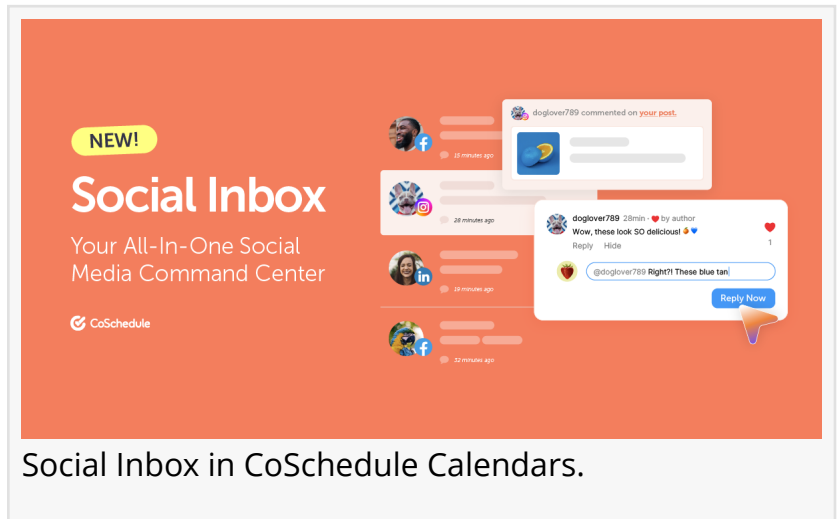 NEW!
Social Inbox
Your All-In-One Social
Media Command Center
CoSchedule
15 minutes ago
28 minutes ago
19 minutes ago
32 minutes ago
doglover789 commented on your post.
doglover789 28min · ❤️ by author
Wow, these look SO delicious! 🍊 💙
Reply Hide
1
@doglover789 Right?! These blue tan
Reply Now
Social Inbox in CoSchedule Calendars.